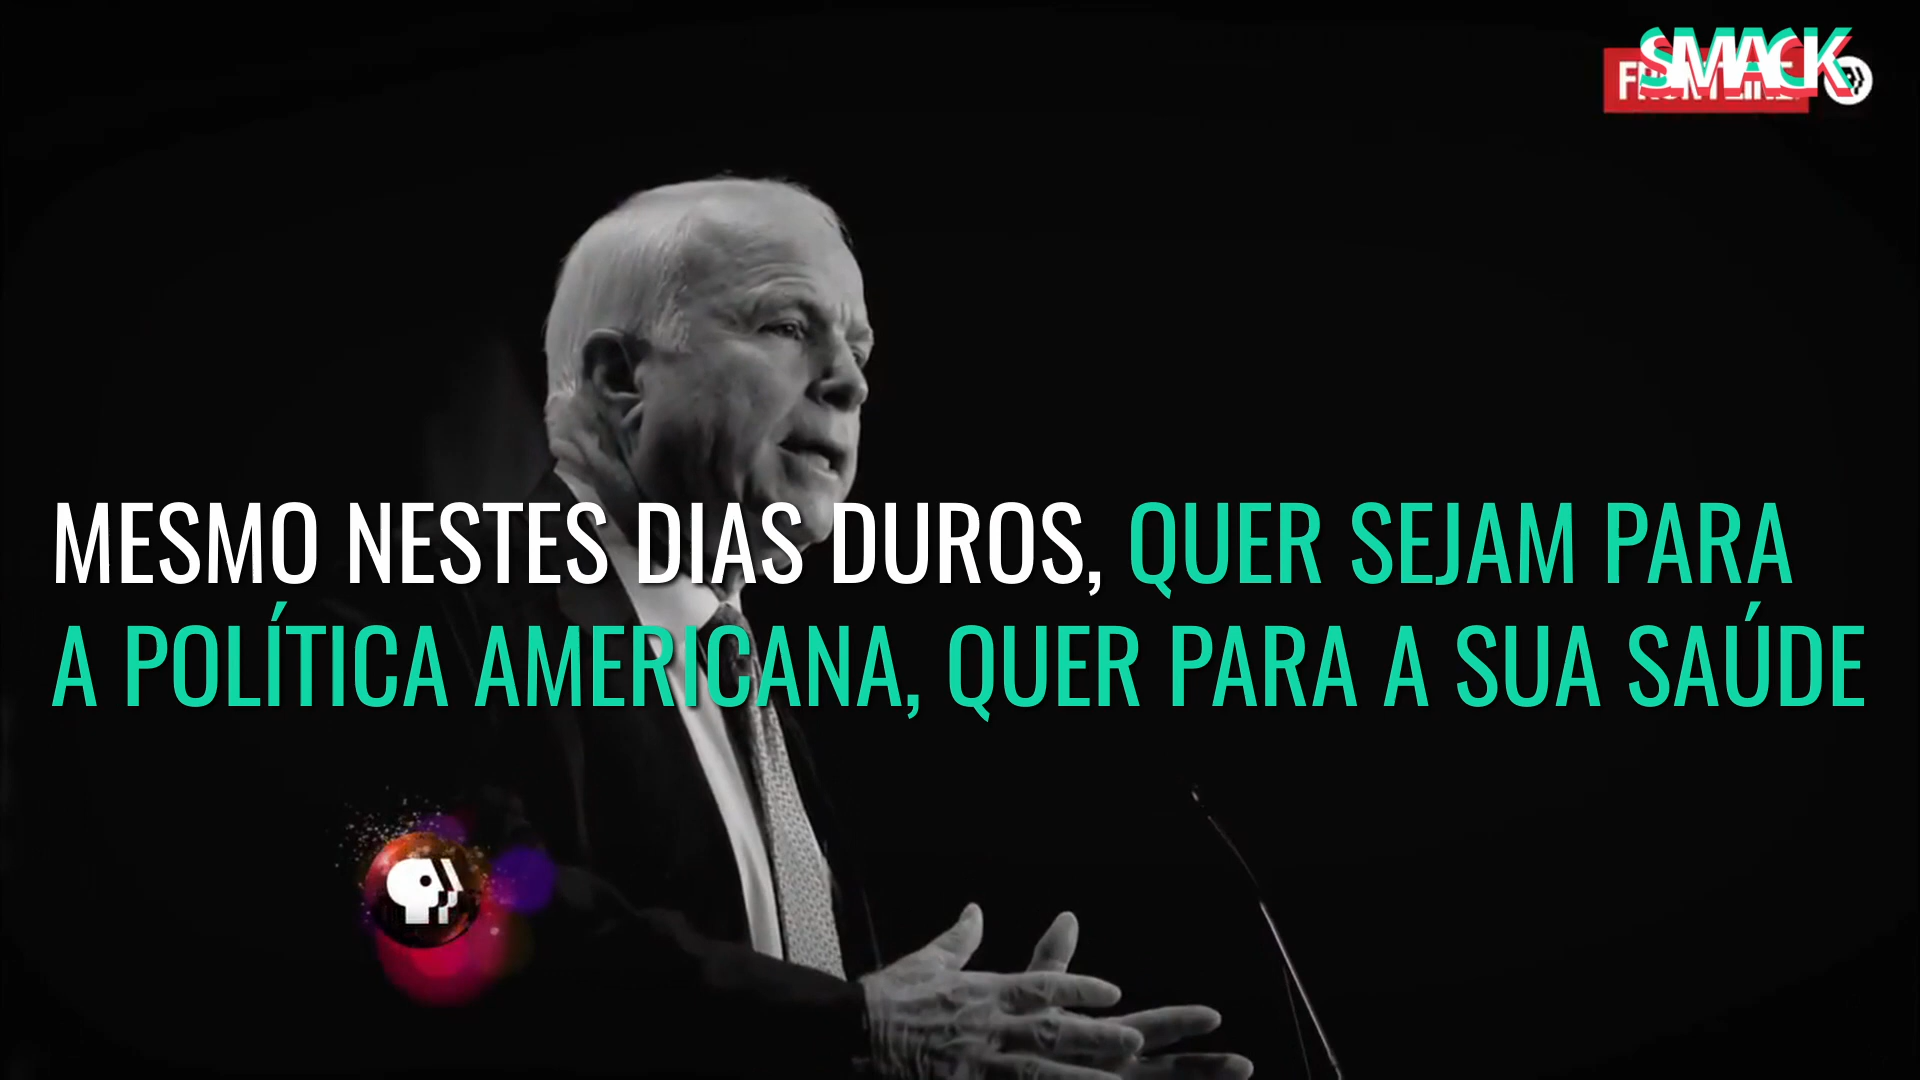 SMACK
MESMO NESTES DIAS DUROS, QUER SEJAM PARA
A POLÍTICA AMERICANA, QUER PARA A SUA SAÚDE